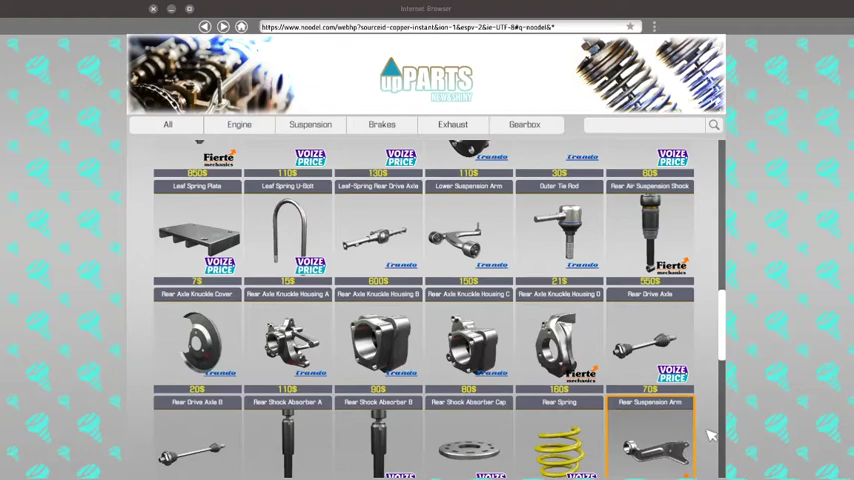 Internet Browser
https://www.noodel.com/webhp?sourceid-copper-instant&ion-1&espv-2&ie-UTF-8#q-noodel&*
upPARTS
NEW&SHINY
All Engine Suspension Brakes Exhaust Gearbox
Fierte mechanics VOIZE PRICE VOIZE PRICE Trando Trando VOIZE PRICE
850$ 110$ 130$ 110$ 30$ 60$
Leaf Spring Plate Leaf Spring U-Bolt Leaf-Spring Rear Drive Axle Lower Suspension Arm Outer Tie Rod Rear Air Suspension Shock
VOIZE PRICE VOIZE PRICE Trando Trando Trando Fierte mechanics
7$ 15$ 600$ 150$ 21$ 550$
Rear Axle Knuckle Cover Rear Axle Knuckle Housing A Rear Axle Knuckle Housing B Rear Axle Knuckle Housing C Rear Axle Knuckle Housing D Rear Drive Axle
Trando Trando Trando Trando Fierte mechanics VOIZE PRICE
20$ 110$ 90$ 80$ 160$ 70$
Rear Drive Axle B Rear Shock Absorber A Rear Shock Absorber B Rear Shock Absorber Cap Rear Spring Rear Suspension Arm
VOIZE VOIZE VOIZE